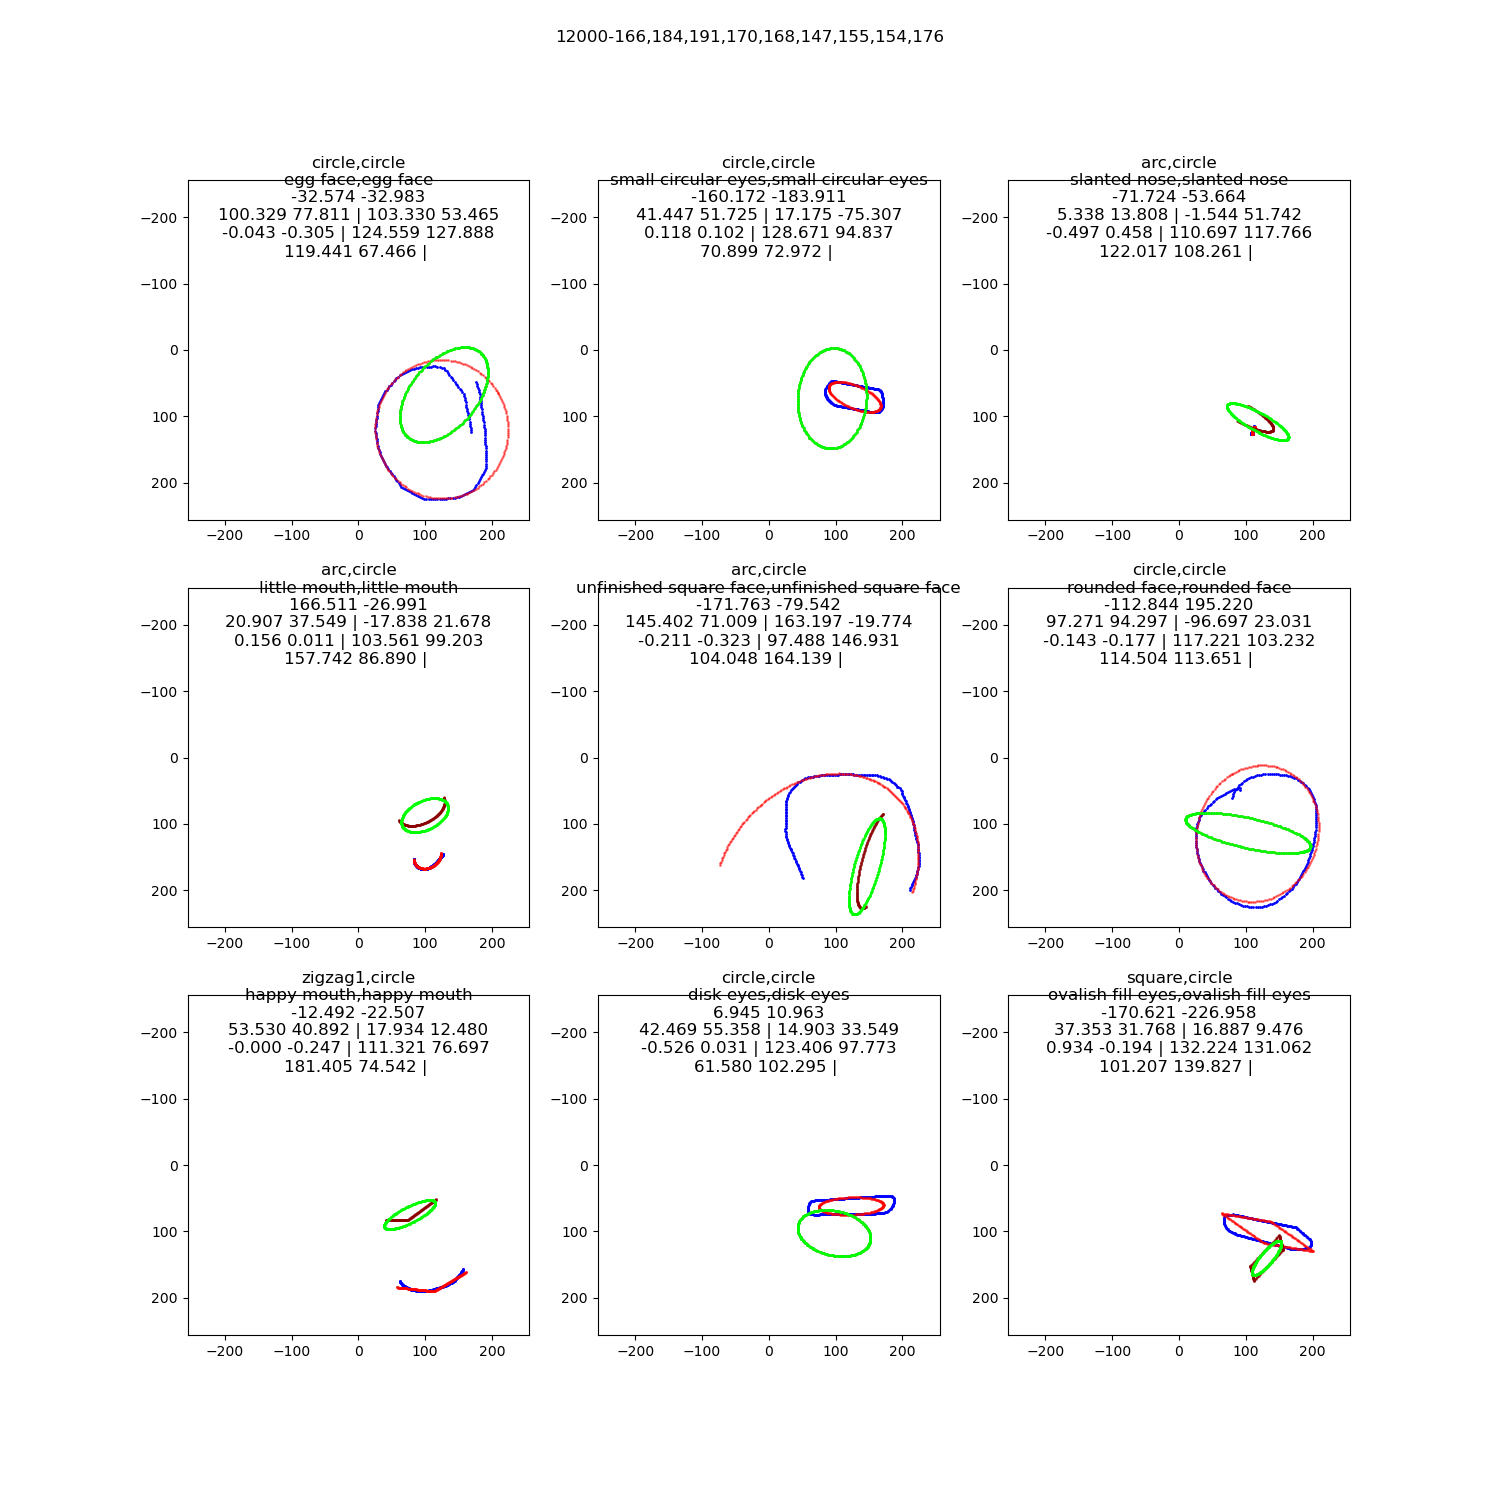 12000-166,184,191,170,168,147,155,154,176
circle,circle
egg face,egg face
-32.574 -32.983
100.329 77.811 | 103.330 53.465
-0.043 -0.305 | 124.559 127.888
119.441 67.466 |
−200
−100
0
100
200
−200 −100 0 100 200
circle,circle
small circular eyes,small circular eyes
-160.172 -183.911
41.447 51.725 | 17.175 -75.307
0.118 0.102 | 128.671 94.837
70.899 72.972 |
−200
−100
0
100
200
−200 −100 0 100 200
arc,circle
slanted nose,slanted nose
-71.724 -53.664
5.338 13.808 | -1.544 51.742
-0.497 0.458 | 110.697 117.766
122.017 108.261 |
−200
−100
0
100
200
−200 −100 0 100 200
arc,circle
little mouth,little mouth
166.511 -26.991
20.907 37.549 | -17.838 21.678
0.156 0.011 | 103.561 99.203
157.742 86.890 |
−200
−100
0
100
200
−200 −100 0 100 200
arc,circle
unfinished square face,unfinished square face
-171.763 -79.542
145.402 71.009 | 163.197 -19.774
-0.211 -0.323 | 97.488 146.931
104.048 164.139 |
−200
−100
0
100
200
−200 −100 0 100 200
circle,circle
rounded face,rounded face
-112.844 195.220
97.271 94.297 | -96.697 23.031
-0.143 -0.177 | 117.221 103.232
114.504 113.651 |
−200
−100
0
100
200
−200 −100 0 100 200
zigzag1,circle
happy mouth,happy mouth
-12.492 -22.507
53.530 40.892 | 17.934 12.480
-0.000 -0.247 | 111.321 76.697
181.405 74.542 |
−200
−100
0
100
200
−200 −100 0 100 200
circle,circle
disk eyes,disk eyes
6.945 10.963
42.469 55.358 | 14.903 33.549
-0.526 0.031 | 123.406 97.773
61.580 102.295 |
−200
−100
0
100
200
−200 −100 0 100 200
square,circle
ovalish fill eyes,ovalish fill eyes
-170.621 -226.958
37.353 31.768 | 16.887 9.476
0.934 -0.194 | 132.224 131.062
101.207 139.827 |
−200
−100
0
100
200
−200 −100 0 100 200